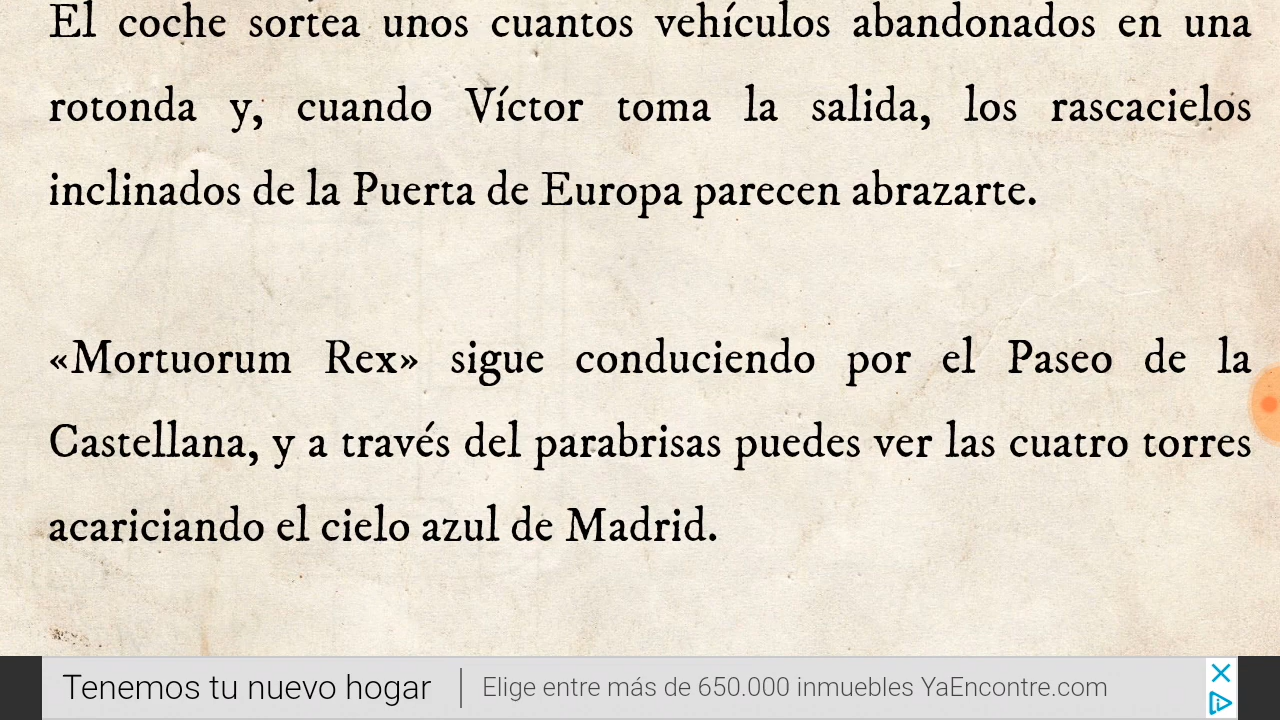 El coche sortea unos cuantos vehículos abandonados en una
rotonda y, cuando Víctor toma la salida, los rascacielos
inclinados de la Puerta de Europa parecen abrazarte.
«Mortuorum Rex» sigue conduciendo por el Paseo de la
Castellana, y a través del parabrisas puedes ver las cuatro torres
acariciando el cielo azul de Madrid.
Tenemos tu nuevo hogar
Elige entre más de 650.000 inmuebles YaEncontre.com